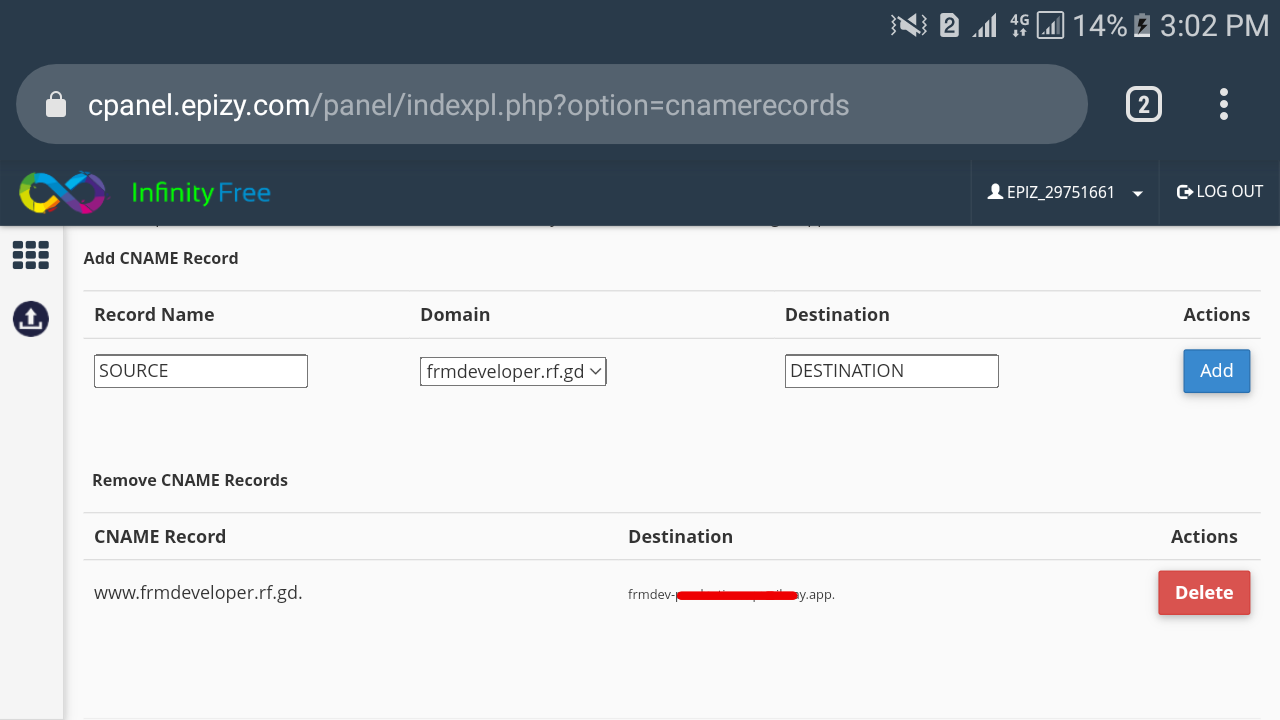 2 4G 14% 3:02 PM
cpanel.epizy.com/panel/indexpl.php?option=cnamerecords 2
Infinity Free EPIZ_29751661 LOG OUT
Add CNAME Record
Record Name Domain Destination Actions
SOURCE frmdeveloper.rf.gd DESTINATION Add
Remove CNAME Records
CNAME Record Destination Actions
www.frmdeveloper.rf.gd. frmdev- y.app. Delete